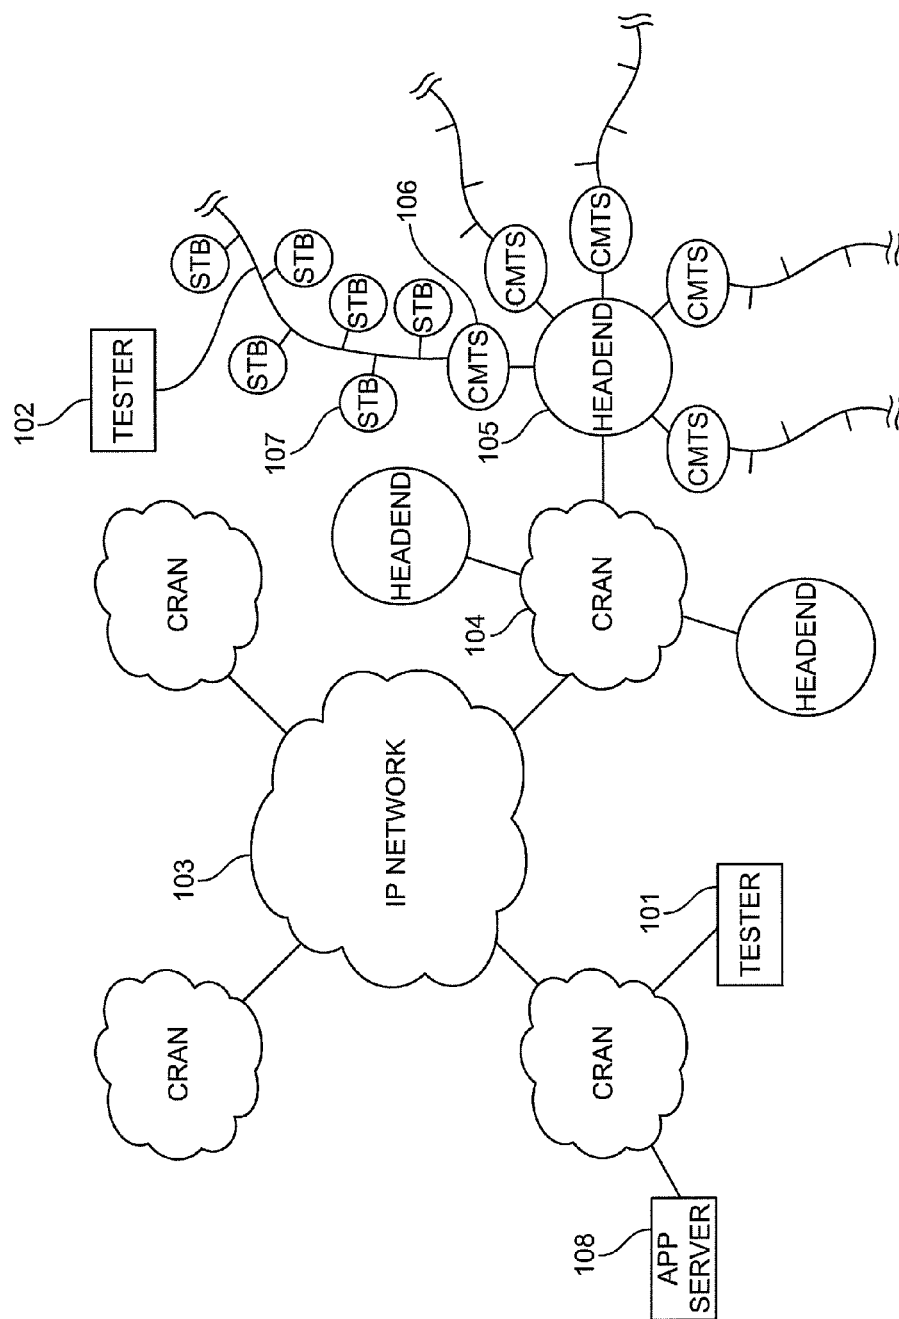 102
TESTER
CRAN
CRAN
103
STB
STB
107
STB
STB
STB
IP NETWORK
HEADEND
106
STB
104
CMTS
105
CMTS
108
CRAN
CRAN
HEADEND
CMTS
101
APP
SERVER
CMTS
CMTS
TESTER
HEADEND